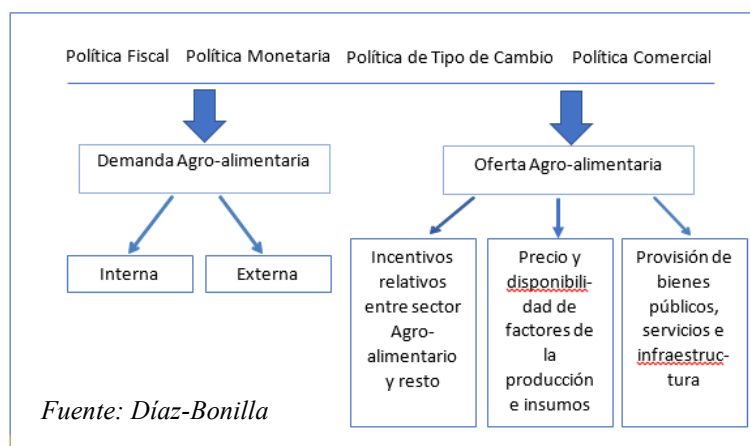 Política Fiscal Política Monetaria Política de Tipo de Cambio Política Comercial
Demanda Agro-alimentaria
Oferta Agro-alimentaria
Interna
Externa
Incentivos
relativos
entre sector
Agro-
alimentario
y resto
Precio y
disponibili-
dad de
factores de
la
producción
e insumos
Provisión de
bienes
públicos,
servicios e
infraestruc-
tura
Fuente: Díaz-Bonilla